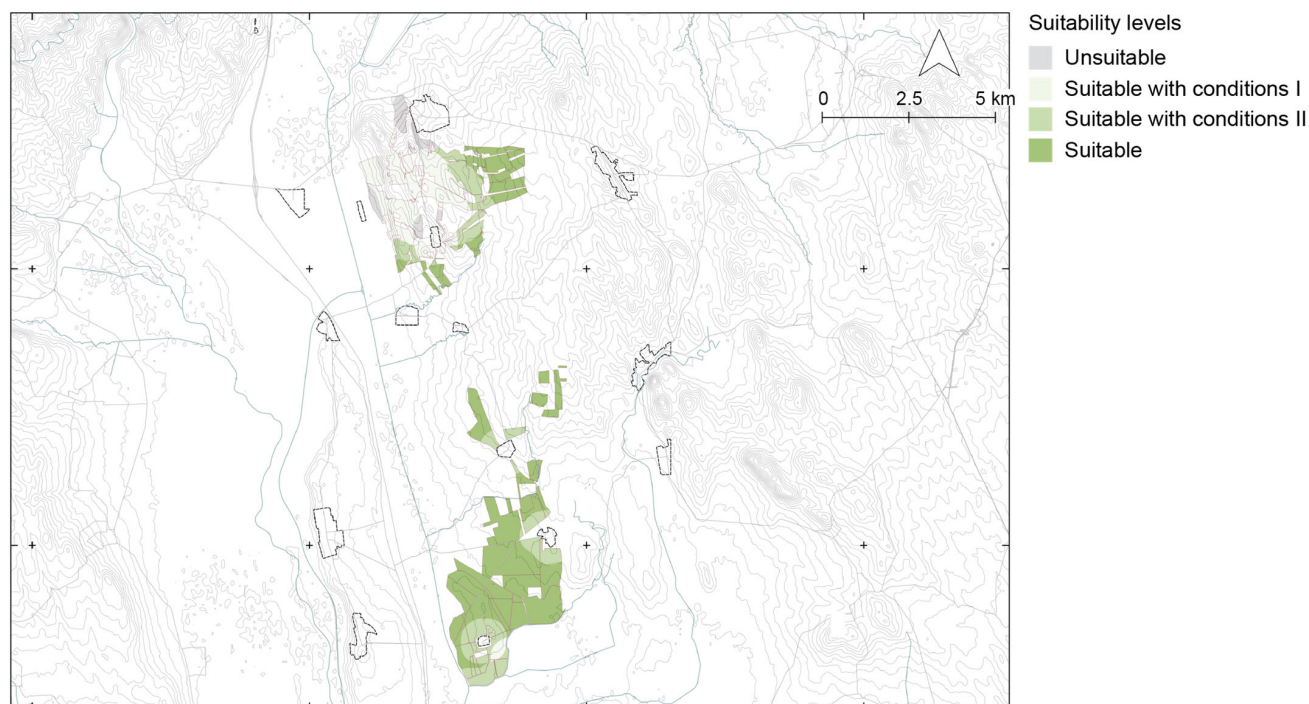 Suitability levels
Unsuitable
Suitable with conditions I
Suitable with conditions II
Suitable
0 2.5 5 km